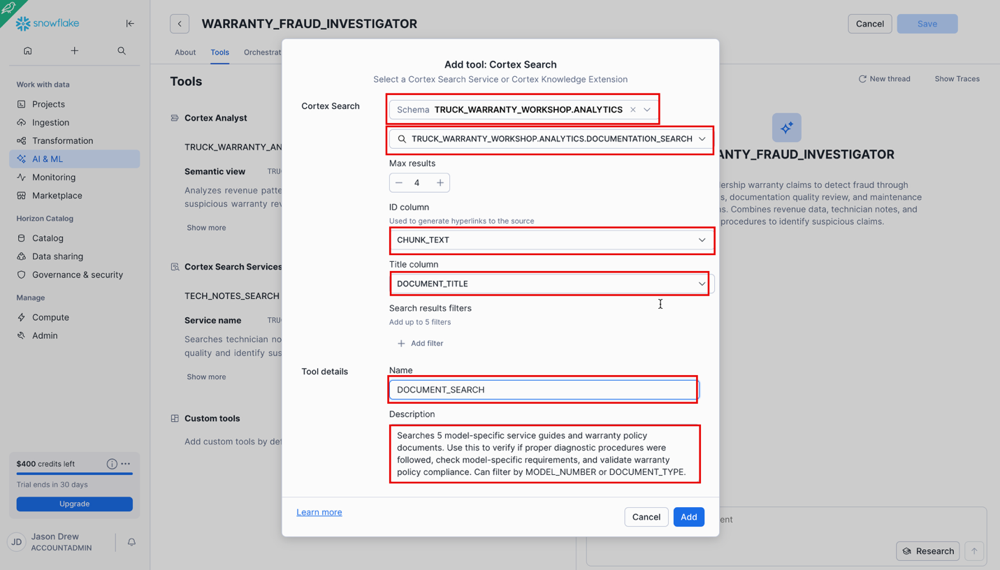 snowflake
Work with data
Projects
Ingestion
Transformation
AI & ML
Monitoring
Marketplace
Horizon Catalog
Catalog
Data sharing
Governance & security
Manage
Compute
Admin
$400 credits left
Trial ends in 30 days
Upgrade
JD
Jason Drew
ACCOUNTADMIN
WARRANTY_FRAUD_INVESTIGATOR
Cancel
Save
About
Tools
Orchestrat
Tools
Cortex Analyst
TRUCK_WARRANTY_AN
Semantic view TRU
Analyzes revenue patte
suspicious warranty rev
Show more
Cortex Search Services
TECH_NOTES_SEARCH
Service name TRU
Searches technician no
quality and identify sus
Show more
Custom tools
Add custom tools by def
Add tool: Cortex Search
Select a Cortex Search Service or Cortex Knowledge Extension
Cortex Search
Schema TRUCK_WARRANTY_WORKSHOP.ANALYTICS
TRUCK_WARRANTY_WORKSHOP.ANALYTICS.DOCUMENTATION_SEARCH
Max results
4
ID column
Used to generate hyperlinks to the source
CHUNK_TEXT
Title column
DOCUMENT_TITLE
Search results filters
Add up to 5 filters
Add filter
Tool details
Name
DOCUMENT_SEARCH
Description
Searches 5 model-specific service guides and warranty policy
documents. Use this to verify if proper diagnostic procedures were
followed, check model-specific requirements, and validate warranty
policy compliance. Can filter by MODEL_NUMBER or DOCUMENT_TYPE.
Learn more
Cancel
Add
New thread
Show Traces
ANTY_FRAUD_INVESTIGATOR
lership warranty claims to detect fraud through
s, documentation quality review, and maintenance
ns. Combines revenue data, technician notes, and
procedures to identify suspicious claims.
ent
Research